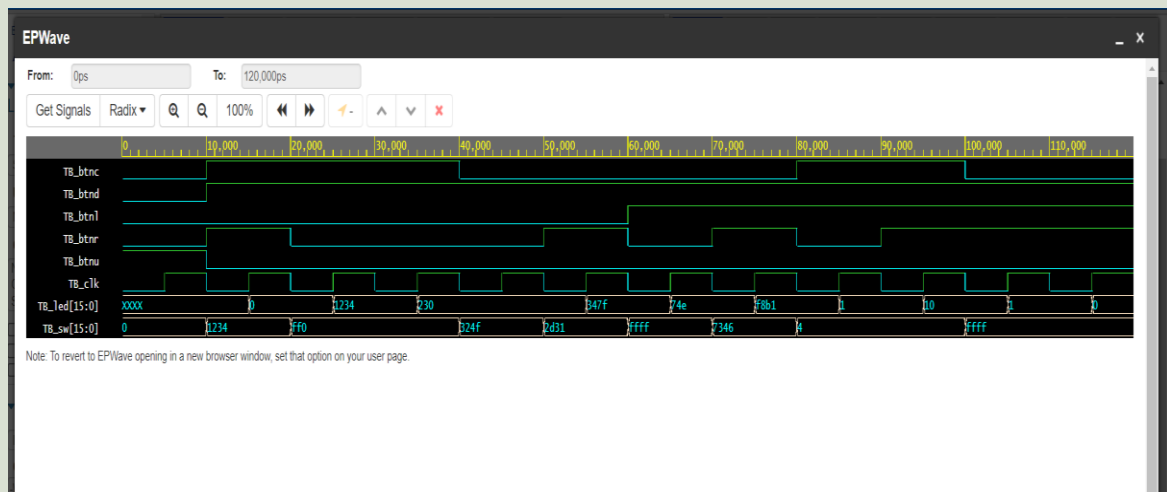 EPWave
From: 0ps To: 120,000ps
Get Signals Radix 100% -
0 10,000 20,000 30,000 40,000 50,000 60,000 70,000 80,000 90,000 100,000 110,000
TB_btnc
TB_btnd
TB_btnl
TB_btnr
TB_btnu
TB_clk
TB_led[15:0] XXXX 0 1234 230 347f 74e f8b1 1 10 1 0
TB_sw[15:0] 0 1234 ff0 324f 2d31 ffff 7346 4 ffff
Note: To revert to EPWave opening in a new browser window, set that option on your user page.